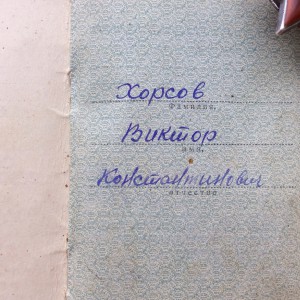 Хорсов
Фамилия,
Виктор
имя,
Константинович
отчество